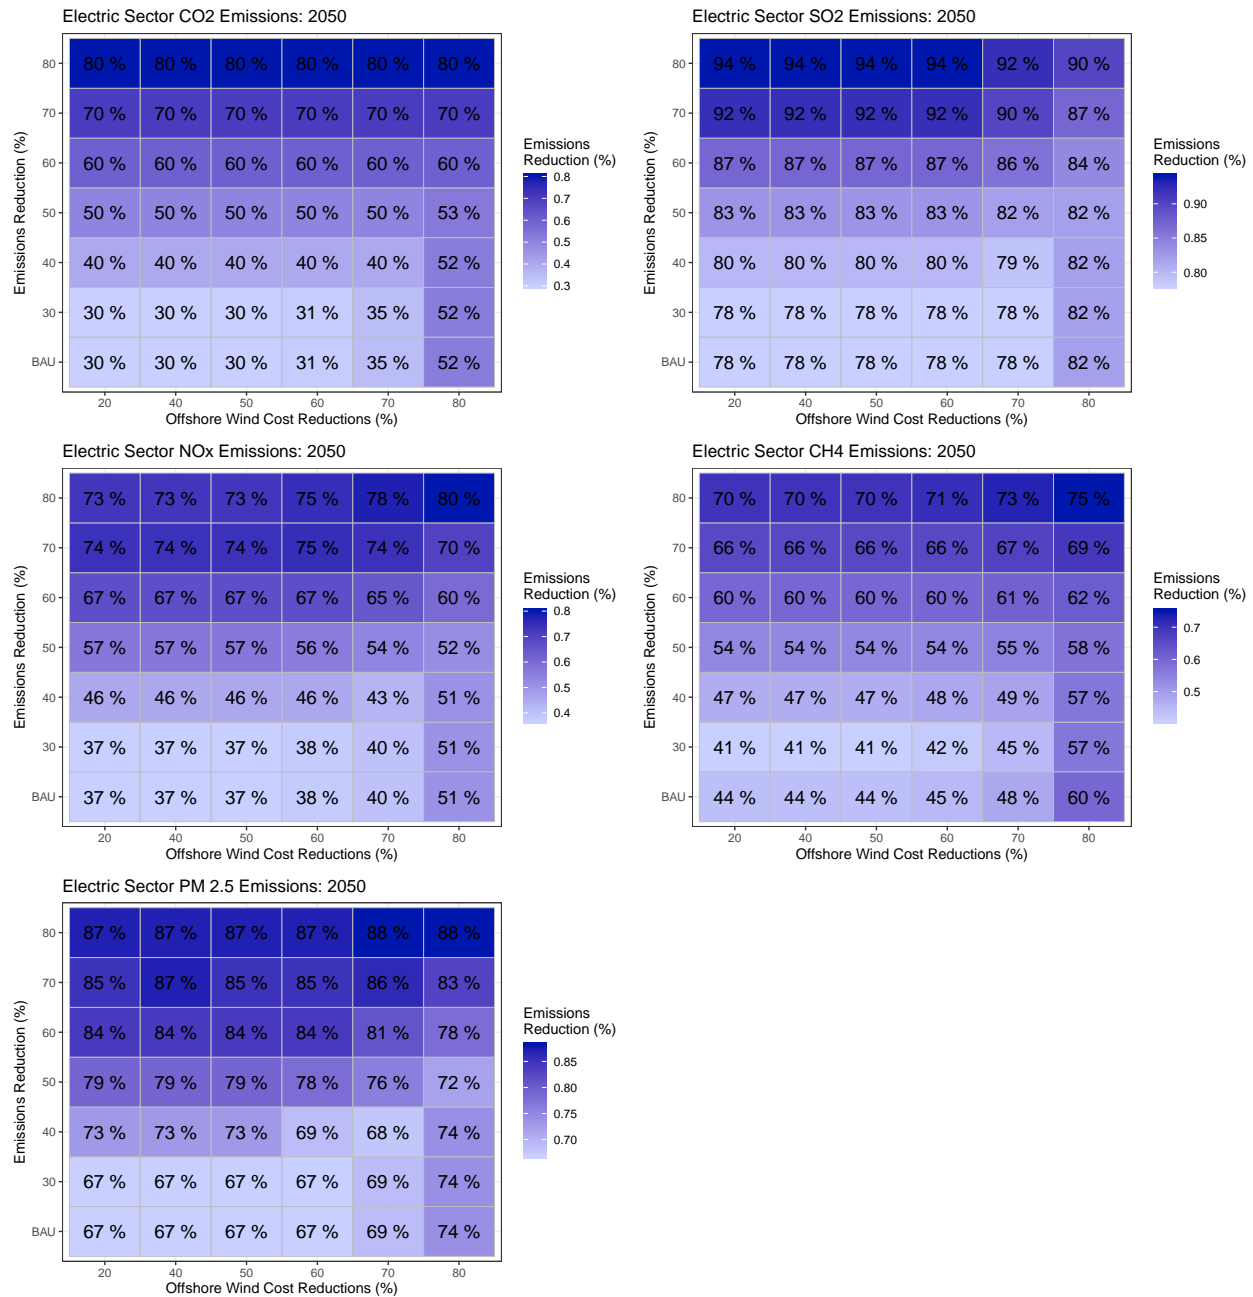 Electric Sector CO2 Emissions: 2050
Emissions Reduction (%)
80
80 % 80 % 80 % 80 % 80 % 80 %
70
70 % 70 % 70 % 70 % 70 % 70 %
60
60 % 60 % 60 % 60 % 60 % 60 %
50
50 % 50 % 50 % 50 % 50 % 53 %
40
40 % 40 % 40 % 40 % 40 % 52 %
30
30 % 30 % 30 % 31 % 35 % 52 %
BAU
30 % 30 % 30 % 31 % 35 % 52 %
20 40 50 60 70 80
Offshore Wind Cost Reductions (%)
Emissions
Reduction (%)
0.8
0.7
0.6
0.5
0.4
0.3
Electric Sector SO2 Emissions: 2050
Emissions Reduction (%)
80
94 % 94 % 94 % 94 % 92 % 90 %
70
92 % 92 % 92 % 92 % 90 % 87 %
60
87 % 87 % 87 % 87 % 86 % 84 %
50
83 % 83 % 83 % 83 % 82 % 82 %
40
80 % 80 % 80 % 80 % 79 % 82 %
30
78 % 78 % 78 % 78 % 78 % 82 %
BAU
78 % 78 % 78 % 78 % 78 % 82 %
20 40 50 60 70 80
Offshore Wind Cost Reductions (%)
Emissions
Reduction (%)
0.90
0.85
0.80
Electric Sector NOx Emissions: 2050
Emissions Reduction (%)
80
73 % 73 % 73 % 75 % 78 % 80 %
70
74 % 74 % 74 % 75 % 74 % 70 %
60
67 % 67 % 67 % 67 % 65 % 60 %
50
57 % 57 % 57 % 56 % 54 % 52 %
40
46 % 46 % 46 % 46 % 43 % 51 %
30
37 % 37 % 37 % 38 % 40 % 51 %
BAU
37 % 37 % 37 % 38 % 40 % 51 %
20 40 50 60 70 80
Offshore Wind Cost Reductions (%)
Emissions
Reduction (%)
0.8
0.7
0.6
0.5
0.4
Electric Sector CH4 Emissions: 2050
Emissions Reduction (%)
80
70 % 70 % 70 % 71 % 73 % 75 %
70
66 % 66 % 66 % 66 % 67 % 69 %
60
60 % 60 % 60 % 60 % 61 % 62 %
50
54 % 54 % 54 % 54 % 55 % 58 %
40
47 % 47 % 47 % 48 % 49 % 57 %
30
41 % 41 % 41 % 42 % 45 % 57 %
BAU
44 % 44 % 44 % 45 % 48 % 60 %
20 40 50 60 70 80
Offshore Wind Cost Reductions (%)
Emissions
Reduction (%)
0.7
0.6
0.5
Electric Sector PM 2.5 Emissions: 2050
Emissions Reduction (%)
80
87 % 87 % 87 % 87 % 88 % 88 %
70
85 % 87 % 85 % 85 % 86 % 83 %
60
84 % 84 % 84 % 84 % 81 % 78 %
50
79 % 79 % 79 % 78 % 76 % 72 %
40
73 % 73 % 73 % 69 % 68 % 74 %
30
67 % 67 % 67 % 67 % 69 % 74 %
BAU
67 % 67 % 67 % 67 % 69 % 74 %
20 40 50 60 70 80
Offshore Wind Cost Reductions (%)
Emissions
Reduction (%)
0.85
0.80
0.75
0.70